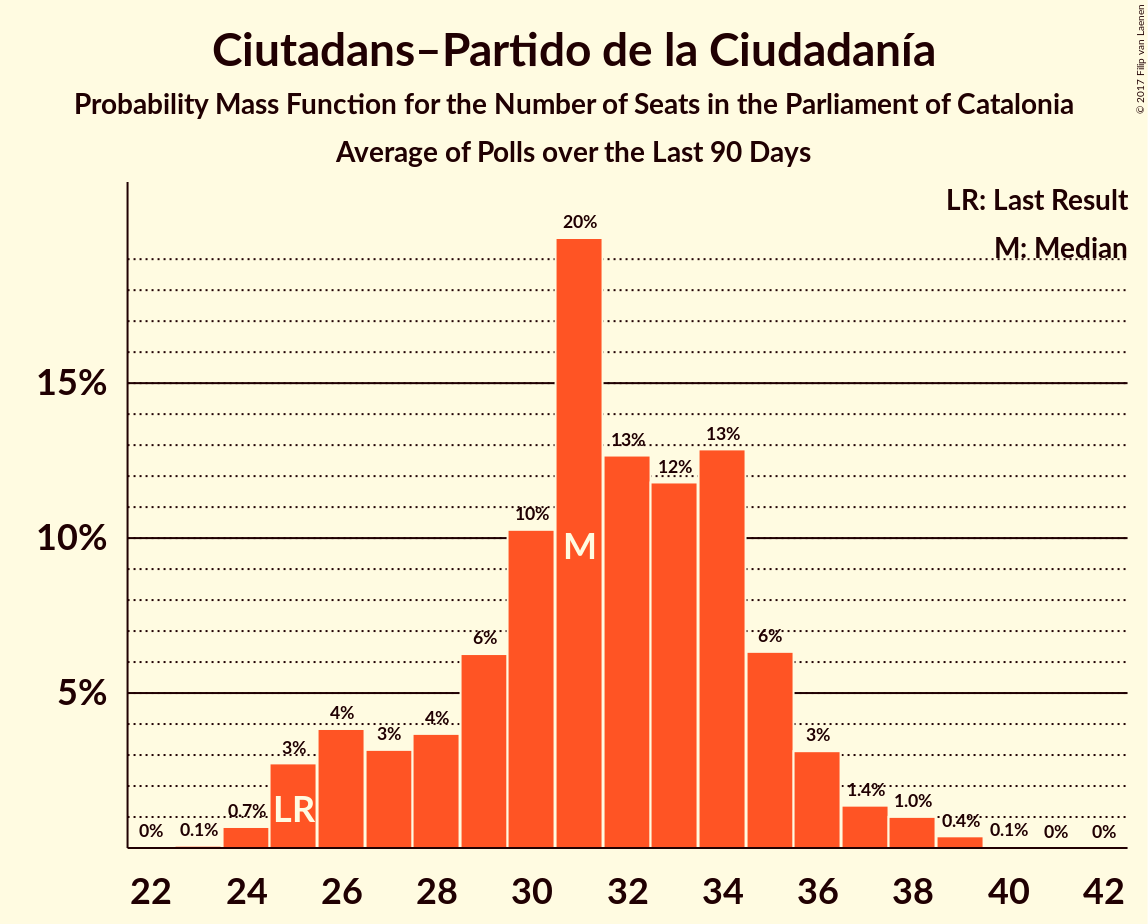 Ciutadans–Partido de la Ciudadanía
Probability Mass Function for the Number of Seats in the Parliament of Catalonia
Average of Polls over the Last 90 Days
© 2017 Filip van Laenen
LR: Last Result
M: Median
15%
10%
5%
0%
0.1%
0.7%
3%
4%
3%
4%
6%
10%
20%
13%
12%
13%
6%
3%
1.4%
1.0%
0.4%
0.1%
0%
0%
LR
M
22 24 26 28 30 32 34 36 38 40 42